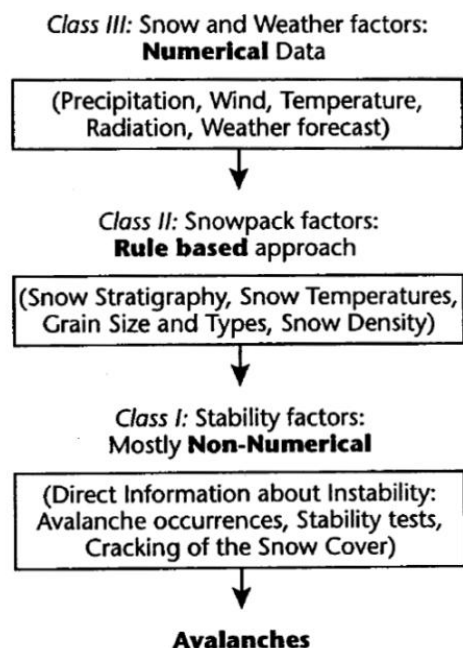 Class III: Snow and Weather factors:
Numerical Data
(Precipitation, Wind, Temperature,
Radiation, Weather forecast)
Class II: Snowpack factors:
Rule based approach
(Snow Stratigraphy, Snow Temperatures,
Grain Size and Types, Snow Density)
Class I: Stability factors:
Mostly Non-Numerical
(Direct Information about Instability:
Avalanche occurrences, Stability tests,
Cracking of the Snow Cover)
Avalanches